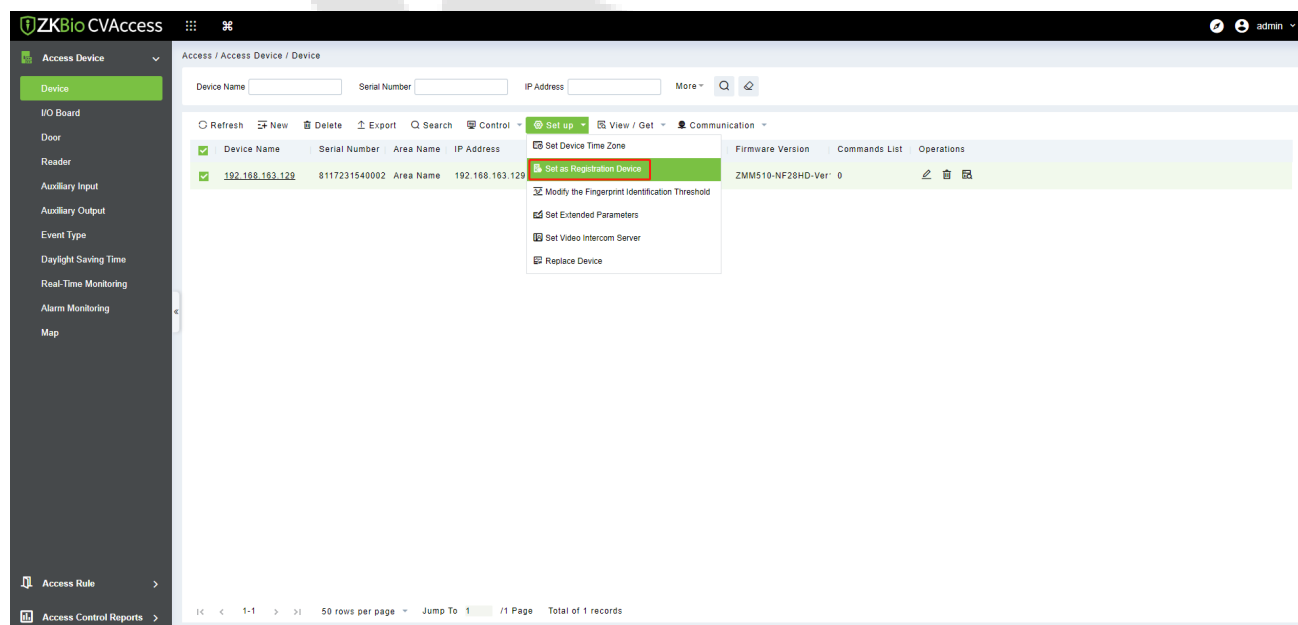 ZKBio CVAccess
admin
Access Device
Access / Access Device / Device
Device
Device Name
Serial Number
IP Address
More
I/O Board
Refresh New Delete Export Search Control Set up View / Get Communication
Door
Set Device Time Zone
Device Name Serial Number Area Name IP Address Firmware Version Commands List Operations
Reader
Set as Registration Device
192.168.163.129 8117231540002 Area Name 192.168.163.129 ZMM510-NF28HD-Ver 0
Auxiliary Input
Modify the Fingerprint Identification Threshold
Auxiliary Output
Set Extended Parameters
Event Type
Set Video Intercom Server
Daylight Saving Time
Replace Device
Real-Time Monitoring
Alarm Monitoring
Map
Access Rule
Access Control Reports
1-1 50 rows per page Jump To 1 /1 Page Total of 1 records